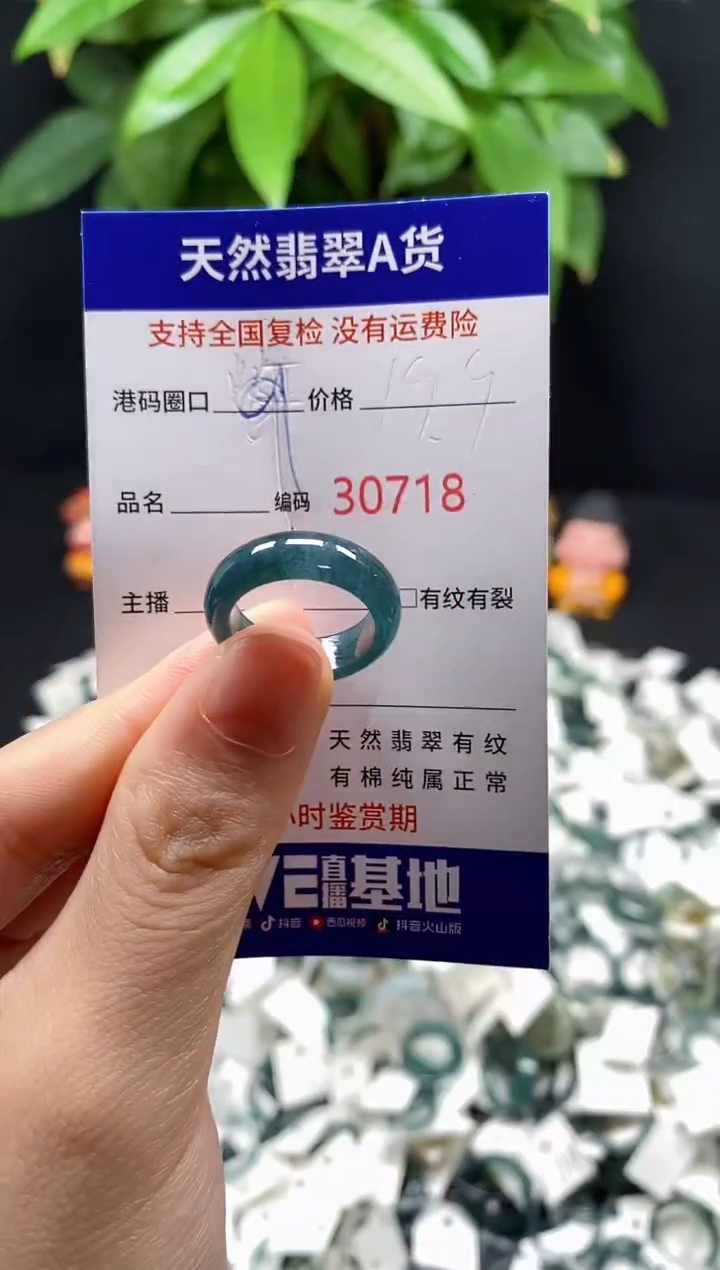 天然翡翠A货
支持全国复检 没有运费险
港码圈口 价格
品名 编码 30718
主播 有纹有裂
天然翡翠有纹
有棉纯属正常
小时鉴赏期
VE直播基地
抖音 西瓜视频 抖音火山版